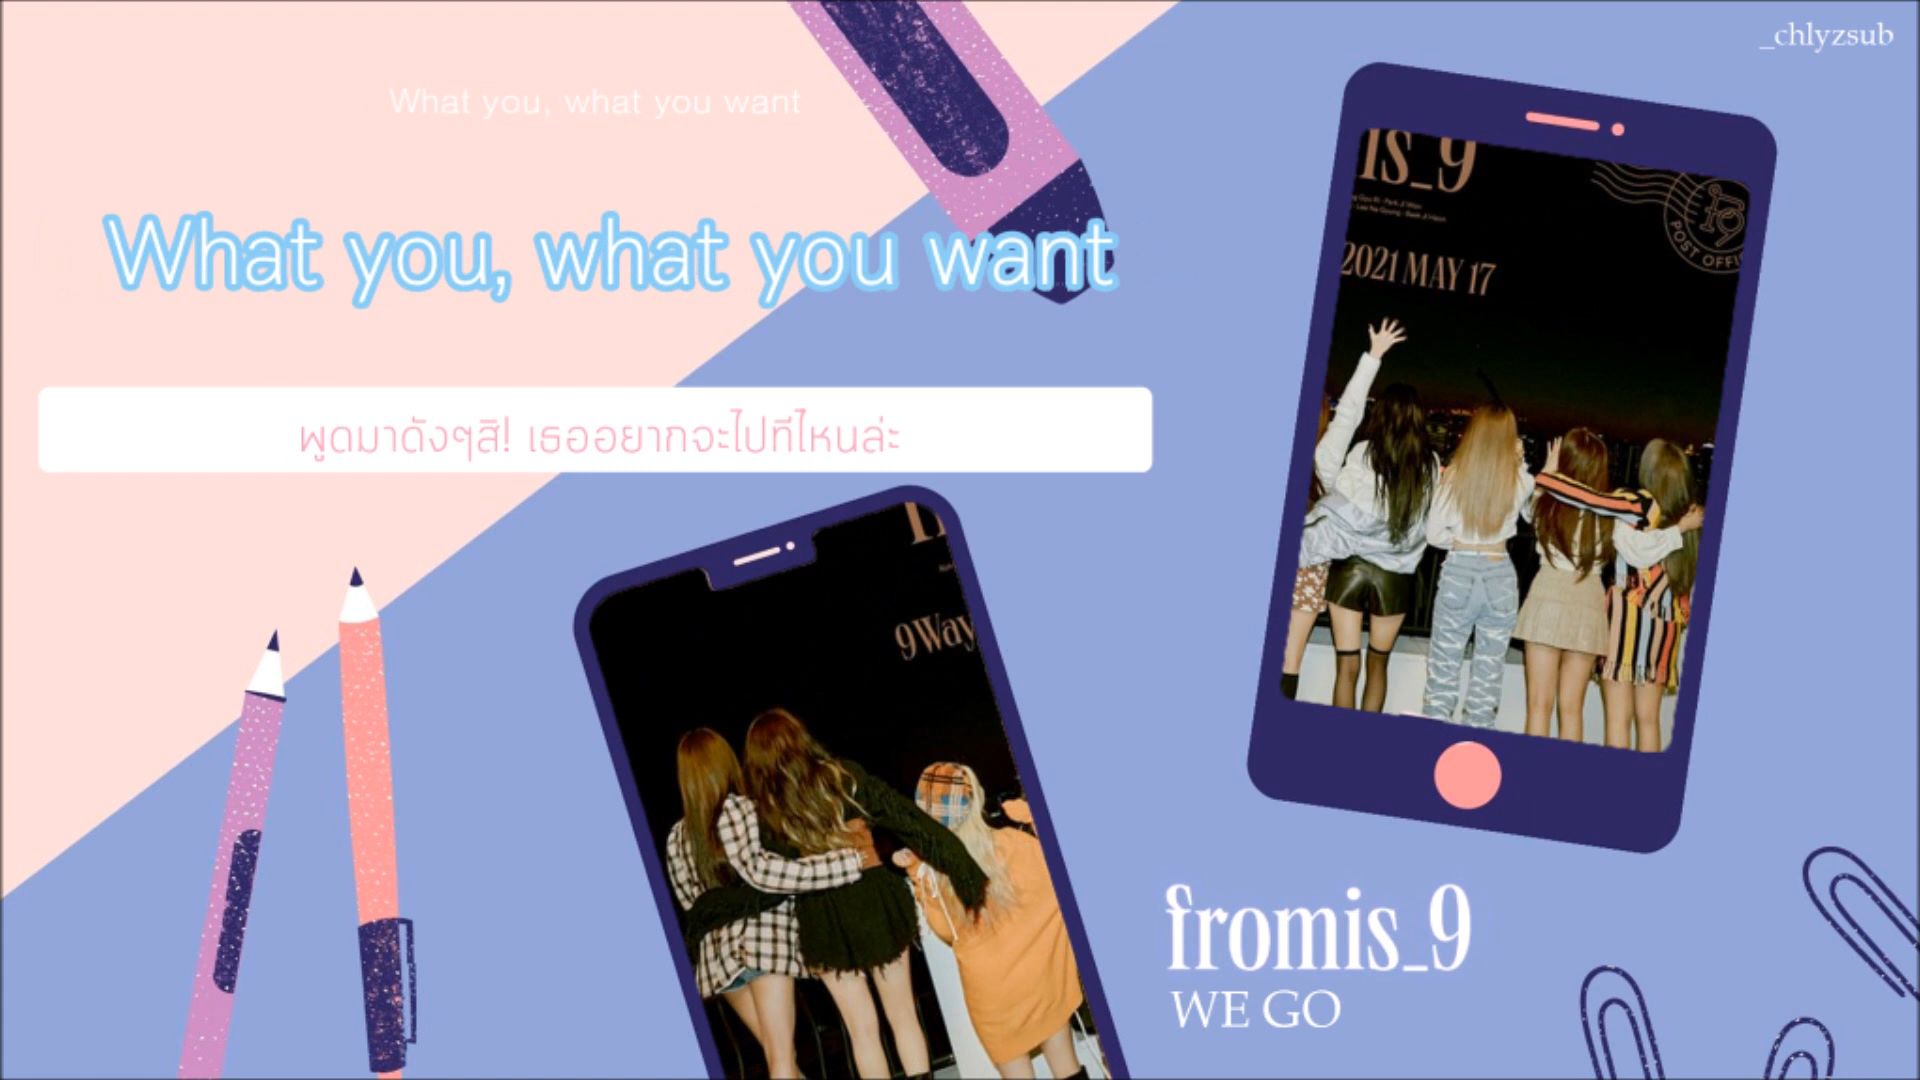 _chlyzsub
What you, what you want
What you, what you want
พูดมาดังๆสิ! เธออยากจะไปที่ไหนล่ะ
is_9
2021 MAY 17
POST OFFI
9Way
fromis_9
WE GO